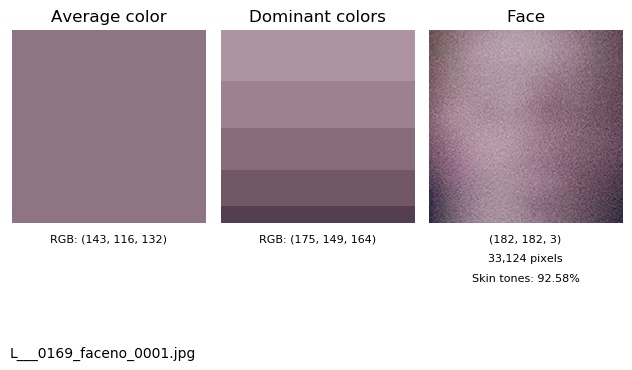 Average color
Dominant colors
Face
RGB: (143, 116, 132)
RGB: (175, 149, 164)
(182, 182, 3)
33,124 pixels
Skin tones: 92.58%
L___0169_faceno_0001.jpg